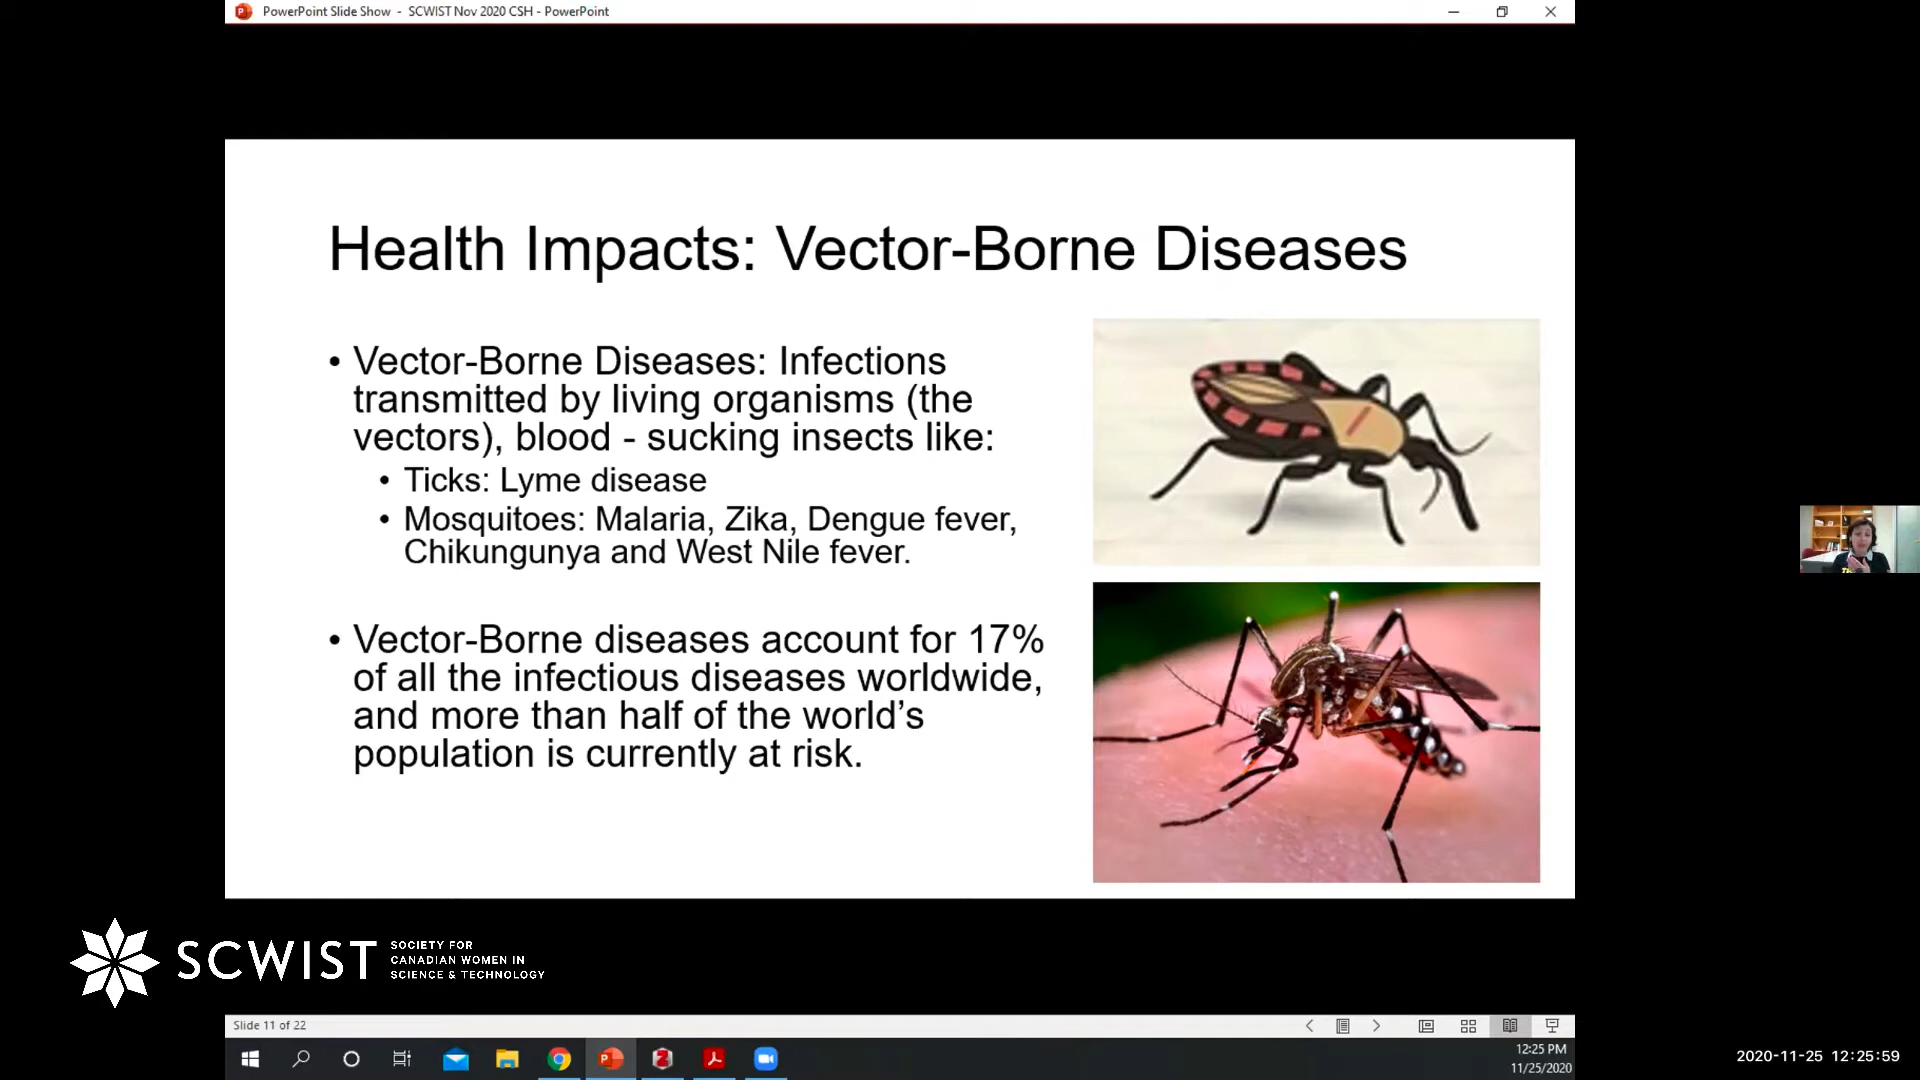 PowerPoint Slide Show - SCWIST Nov 2020 CSH - PowerPoint
Health Impacts: Vector-Borne Diseases
• Vector-Borne Diseases: Infections
transmitted by living organisms (the
vectors), blood - sucking insects like:
• Ticks: Lyme disease
• Mosquitoes: Malaria, Zika, Dengue fever,
Chikungunya and West Nile fever.
• Vector-Borne diseases account for 17%
of all the infectious diseases worldwide,
and more than half of the world’s
population is currently at risk.
SCWIST
SOCIETY FOR
CANADIAN WOMEN IN
SCIENCE & TECHNOLOGY
Slide 11 of 22
12:25 PM
11/25/2020
2020-11-25 12:25:59